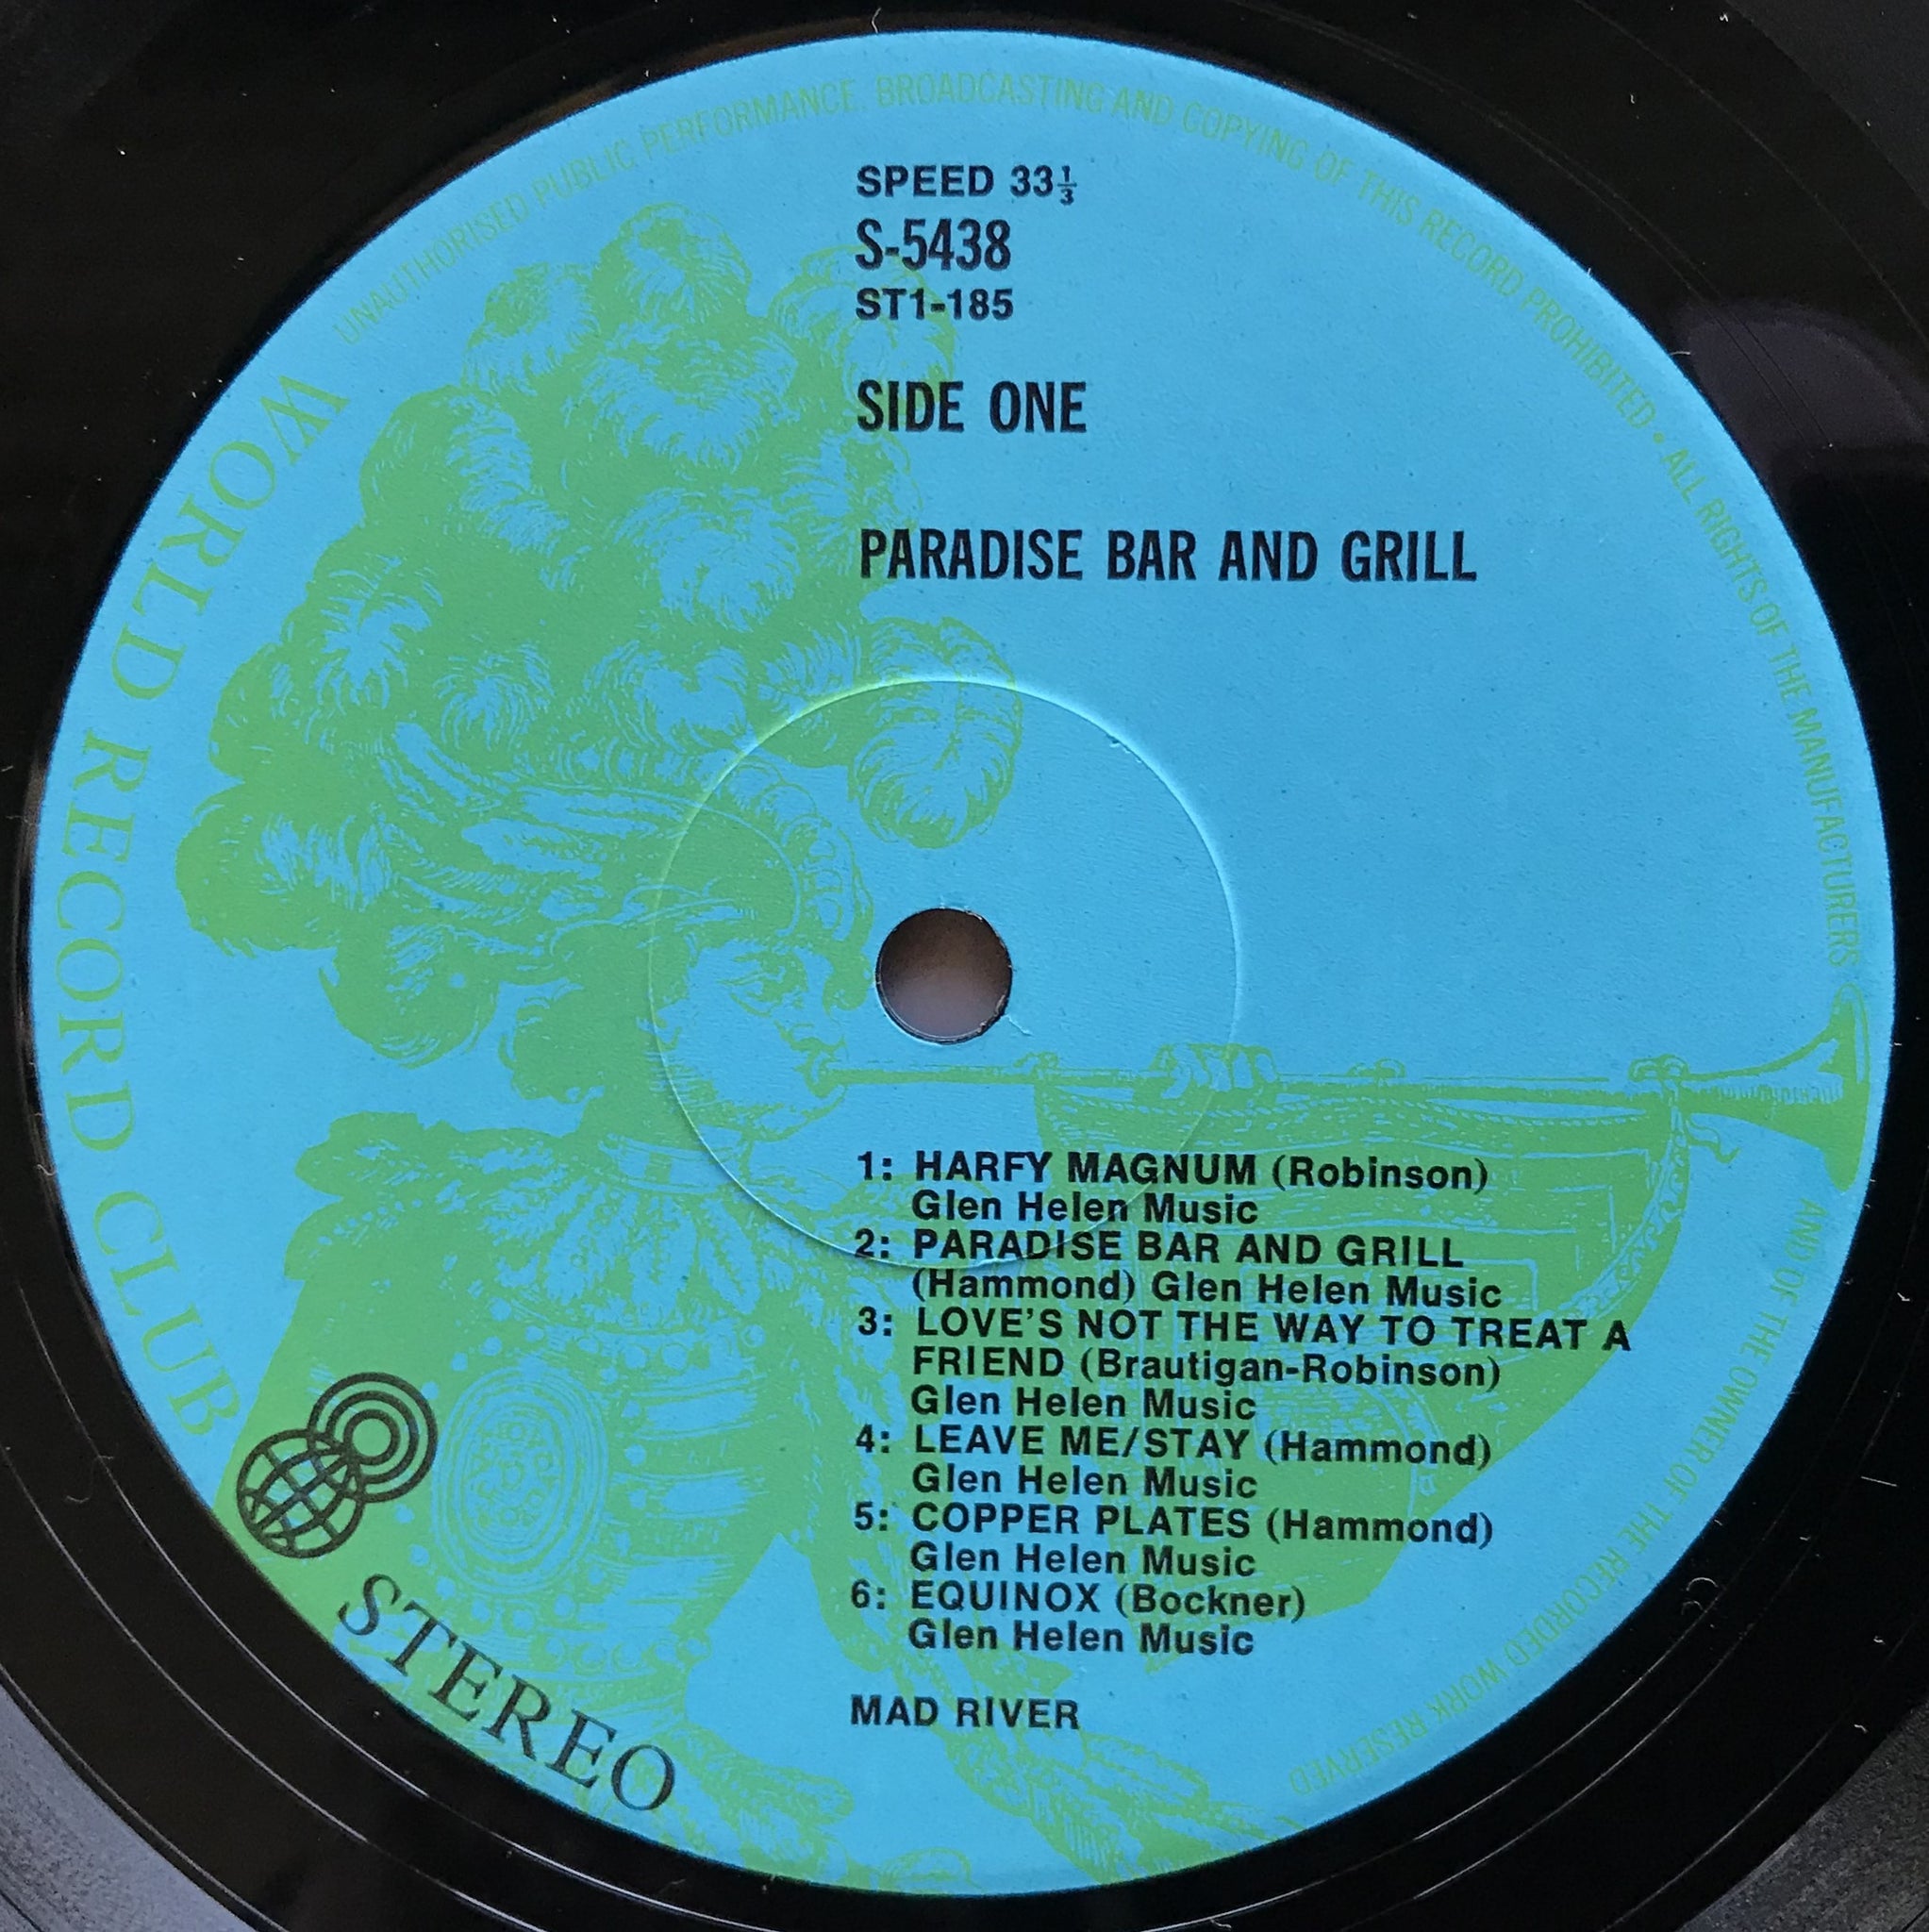 UNAUTHORISED PUBLIC PERFORMANCE, BROADCASTING AND COPYING OF THIS RECORD PROHIBITED • ALL RIGHTS OF THE MANUFACTURERS AND OF THE OWNER OF THE RECORDED WORK RESERVED
WORLD RECORD CLUB
SPEED 33⅓
S-5438
ST1-185
SIDE ONE
PARADISE BAR AND GRILL
1: HARFY MAGNUM (Robinson)
Glen Helen Music
2: PARADISE BAR AND GRILL
(Hammond) Glen Helen Music
3: LOVE'S NOT THE WAY TO TREAT A
FRIEND (Brautigan-Robinson)
Glen Helen Music
4: LEAVE ME/STAY (Hammond)
Glen Helen Music
5: COPPER PLATES (Hammond)
Glen Helen Music
6: EQUINOX (Bockner)
Glen Helen Music
MAD RIVER
STEREO